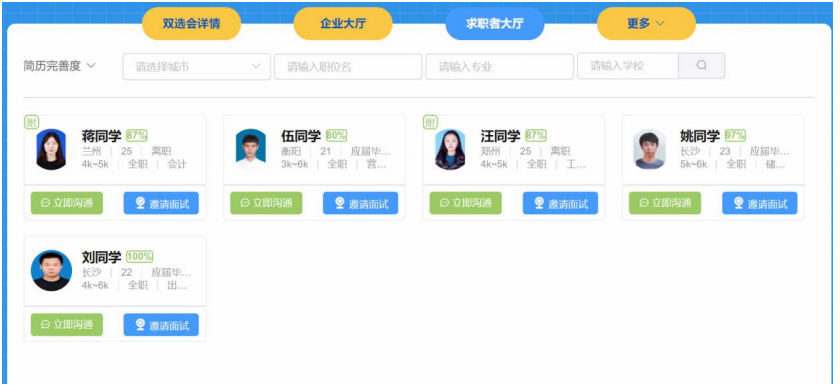 双选会详情 企业大厅 求职者大厅 更多
简历完善度 请选择城市 请输入职位名 请输入专业 请输入学校
附
蒋同学 87%
兰州 | 25 | 离职
4k~5k | 全职 | 会计
立即沟通 邀请面试
伍同学 80%
衡阳 | 21 | 应届毕...
3k~6k | 全职 | 营...
立即沟通 邀请面试
附
汪同学 87%
郑州 | 25 | 离职
4k~5k | 全职 | 工...
立即沟通 邀请面试
姚同学 97%
长沙 | 23 | 应届毕...
5k~6k | 全职 | 储...
立即沟通 邀请面试
刘同学 100%
长沙 | 22 | 应届毕...
4k~6k | 全职 | 出...
立即沟通 邀请面试